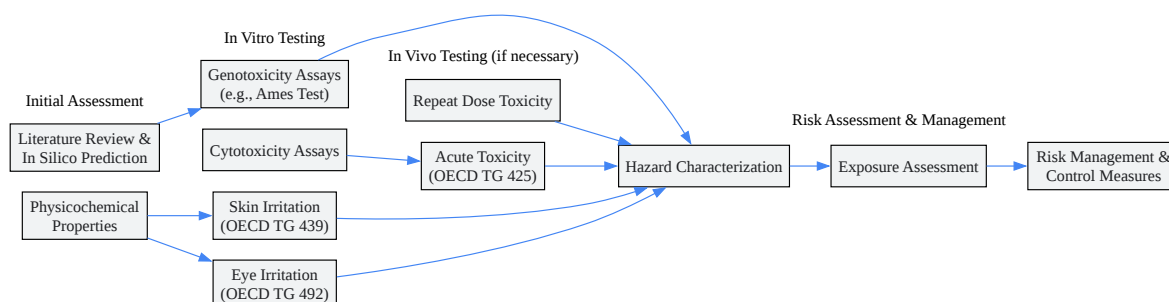 Initial Assessment
Literature Review &
In Silico Prediction
Physicochemical
Properties
In Vitro Testing
Genotoxicity Assays
(e.g., Ames Test)
Cytotoxicity Assays
Skin Irritation
(OECD TG 439)
Eye Irritation
(OECD TG 492)
In Vivo Testing (if necessary)
Repeat Dose Toxicity
Acute Toxicity
(OECD TG 425)
Risk Assessment & Management
Hazard Characterization
Exposure Assessment
Risk Management &
Control Measures